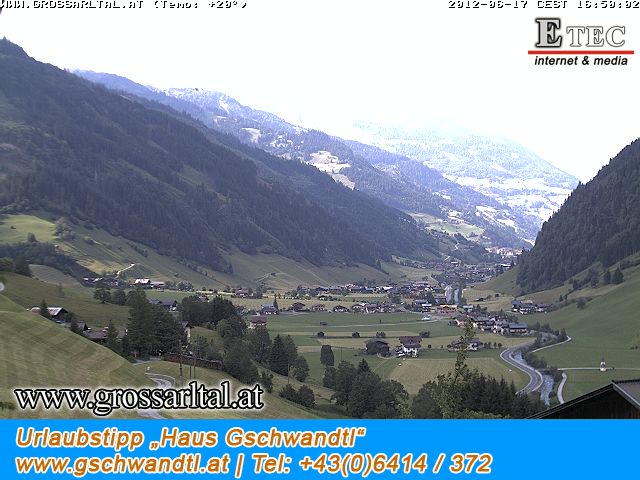 WWW.GROSSARLTAL.AT (Temp: +20°) 2012-06-17 CEST 16:50:02
ETEC
internet & media
www.grossarltal.at
Urlaubstipp „Haus Gschwandtl“
www.gschwandtl.at | Tel: +43(0)6414 / 372